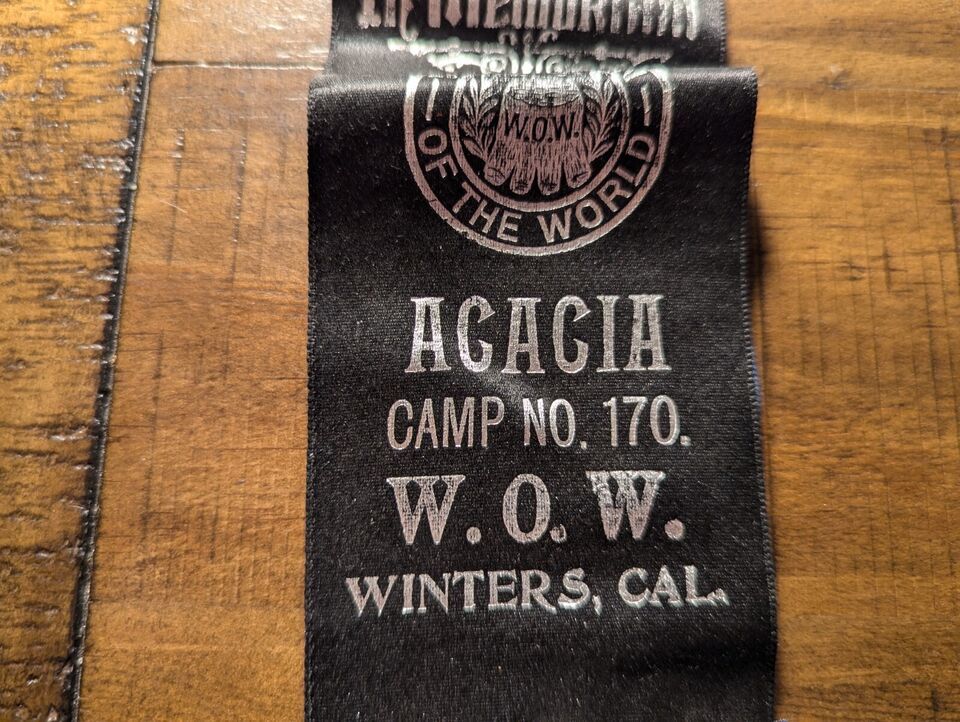 In Memoriam
W.O.W.
OF THE WORLD
ACACIA
CAMP NO. 170.
W. O. W.
WINTERS, CAL.